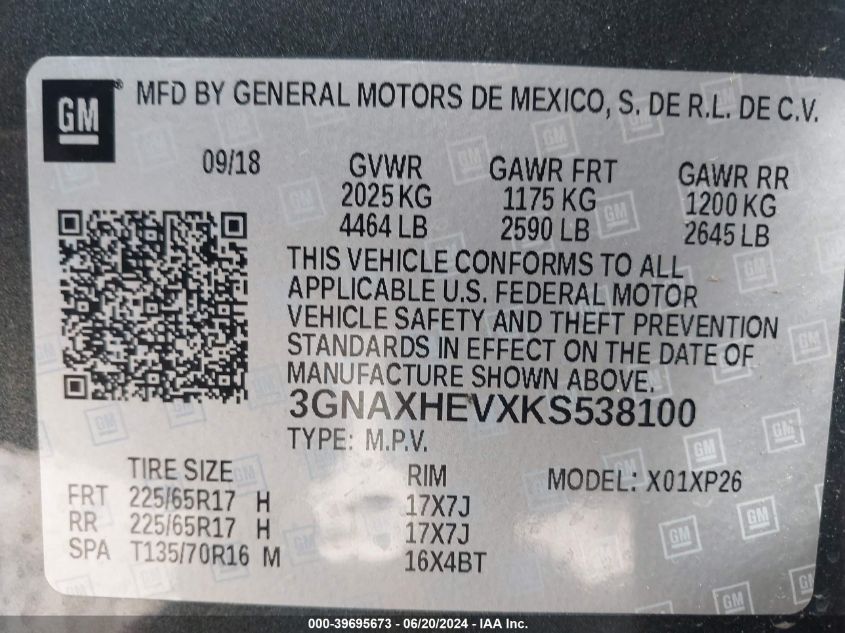 GM ® MFD BY GENERAL MOTORS DE MEXICO, S. DE R.L. DE C.V.
09/18 GVWR GAWR FRT GAWR RR
2025 KG 1175 KG 1200 KG
4464 LB 2590 LB 2645 LB
THIS VEHICLE CONFORMS TO ALL
APPLICABLE U.S. FEDERAL MOTOR
VEHICLE SAFETY AND THEFT PREVENTION
STANDARDS IN EFFECT ON THE DATE OF
MANUFACTURE SHOWN ABOVE.
3GNAXHEVXKS538100
TYPE: M.P.V.
TIRE SIZE RIM MODEL: X01XP26
FRT 225/65R17 H 17X7J
RR 225/65R17 H 17X7J
SPA T135/70R16 M 16X4BT
000-39695673 - 06/20/2024 - IAA Inc.